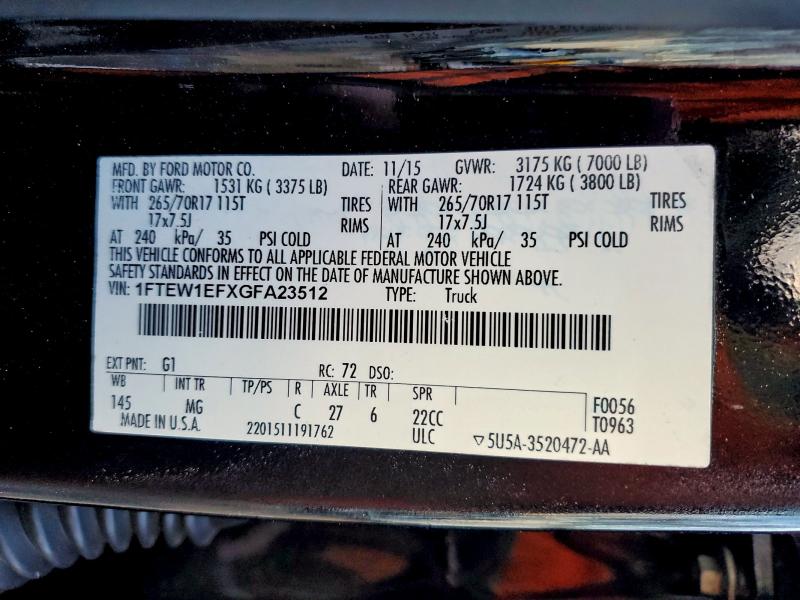 MFD. BY FORD MOTOR CO. DATE: 11/15 GVWR: 3175 KG ( 7000 LB)
FRONT GAWR: 1531 KG ( 3375 LB) REAR GAWR: 1724 KG ( 3800 LB)
WITH 265/70R17 115T TIRES WITH 265/70R17 115T TIRES
17x7.5J RIMS 17x7.5J RIMS
AT 240 kPa/ 35 PSI COLD AT 240 kPa/ 35 PSI COLD
THIS VEHICLE CONFORMS TO ALL APPLICABLE FEDERAL MOTOR VEHICLE
SAFETY STANDARDS IN EFFECT ON THE DATE OF MANUFACTURE SHOWN ABOVE.
VIN: 1FTEW1EFXGFA23512 TYPE: Truck
EXT PNT: G1 RC: 72 DSO:
WB INT TR TP/PS R AXLE TR SPR
145 MG C 27 6 22CC F0056
MADE IN U.S.A. 2201511191762 ULC T0963
▽5U5A-3520472-AA